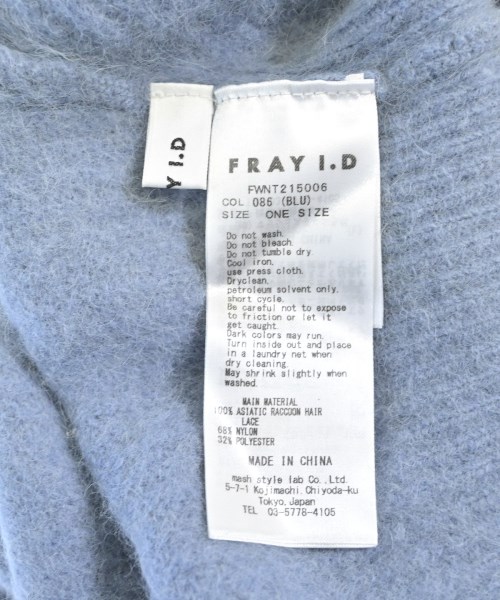 Y I.D
FRAY I.D
FWNT215006
COL 086 (BLU)
SIZE ONE SIZE
Do not wash.
Do not bleach.
Do not tumble dry.
Cool iron.
use press cloth.
Dryclean.
petroleum solvent only.
short cycle.
Be careful not to expose
to friction or let it
get caught.
Dark colors may run.
Turn inside out and place
in a laundry net when
dry cleaning.
May shrink slightly when
washed.
MAIN MATERIAL
100% ASIATIC RACCOON HAIR
LACE
68% NYLON
32% POLYESTER
MADE IN CHINA
mash style lab Co., Ltd.
5-7-1 Kojimachi, Chiyoda-ku
Tokyo, Japan
TEL 03-5778-4105